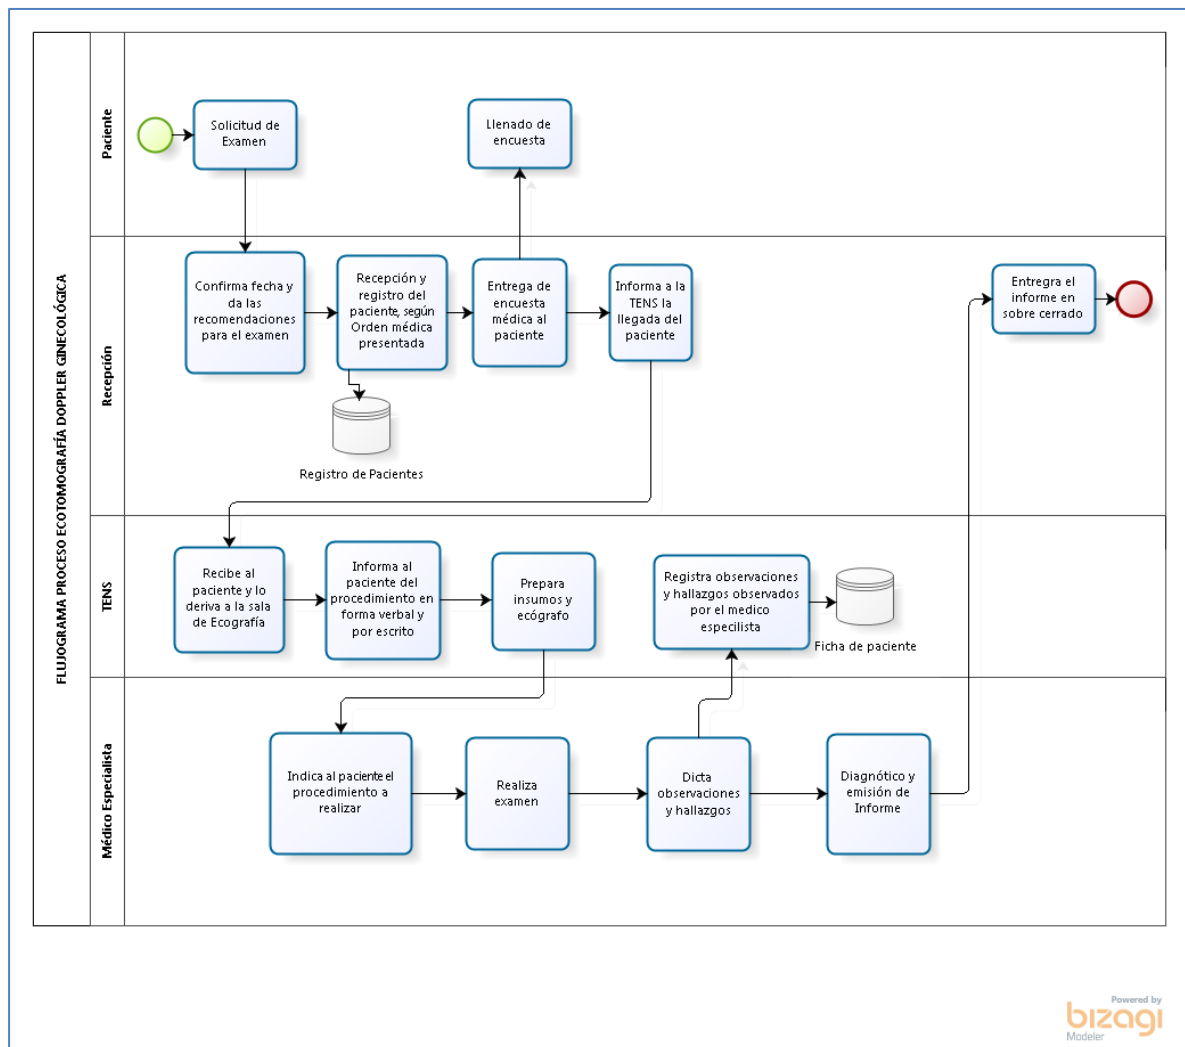 FLUJOGRAMA PROCESO ECOTOMOGRAFÍA DOPPLER GINECOLÓGICA
Paciente
Solicitud de
Examen
Llenado de
encuesta
Recepción
Confirma fecha y
da las
recomendaciones
para el examen
Recepción y
registro del
paciente, según
Orden médica
presentada
Entrega de
encuesta
médica al
paciente
Informa a la
TENS la
llegada del
paciente
Entregra el
informe en
sobre cerrado
Registro de Pacientes
TENS
Recibe al
paciente y lo
deriva a la sala
de Ecografía
Informa al
paciente del
procedimiento en
forma verbal y
por escrito
Prepara
insumos y
ecógrafo
Registra observaciones
y hallazgos observados
por el medico
especilista
Ficha de paciente
Médico Especialista
Indica al paciente el
procedimiento a
realizar
Realiza
examen
Dicta
observaciones
y hallazgos
Diagnótico y
emisión de
Informe
Powered by
bizagi
Modeler